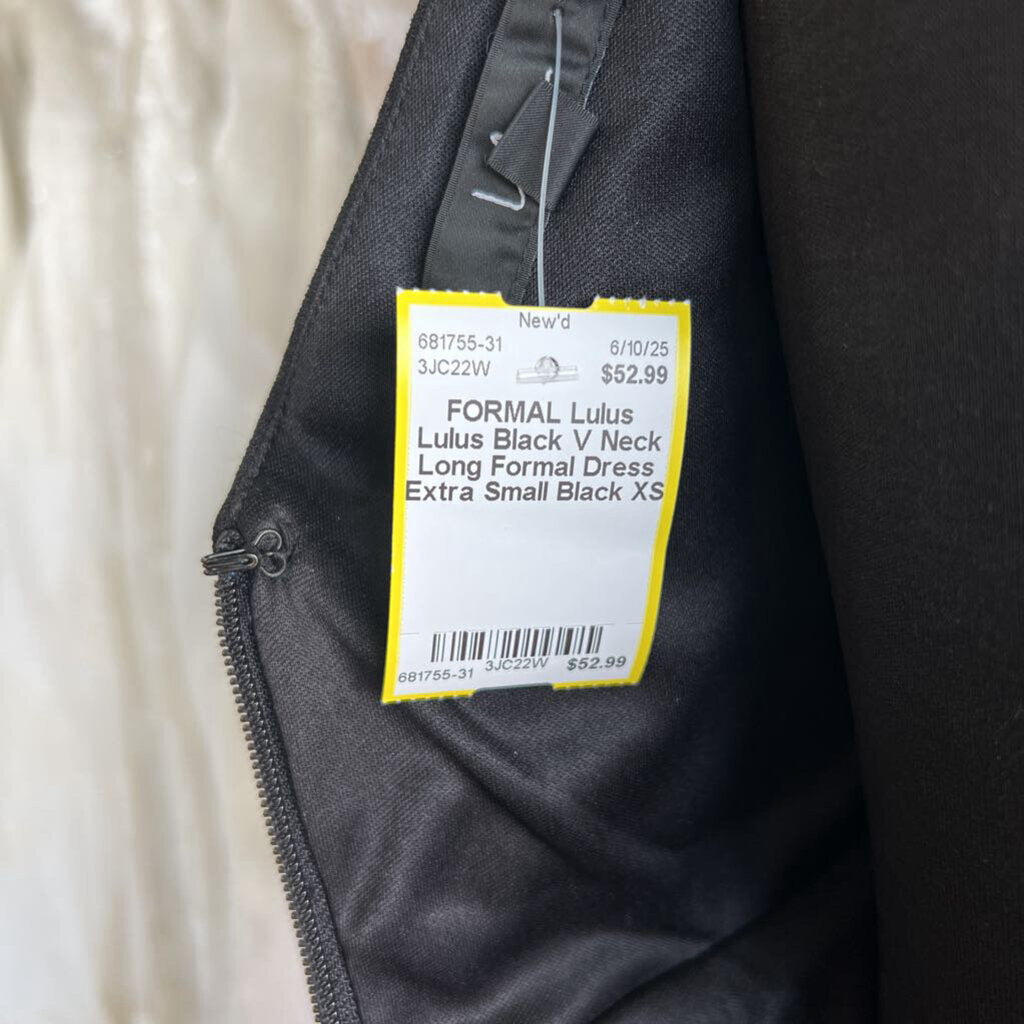 New'd
681755-31 6/10/25
3JC22W $52.99
FORMAL Lulus
Lulus Black V Neck
Long Formal Dress
Extra Small Black XS
681755-31 3JC22W $52.99